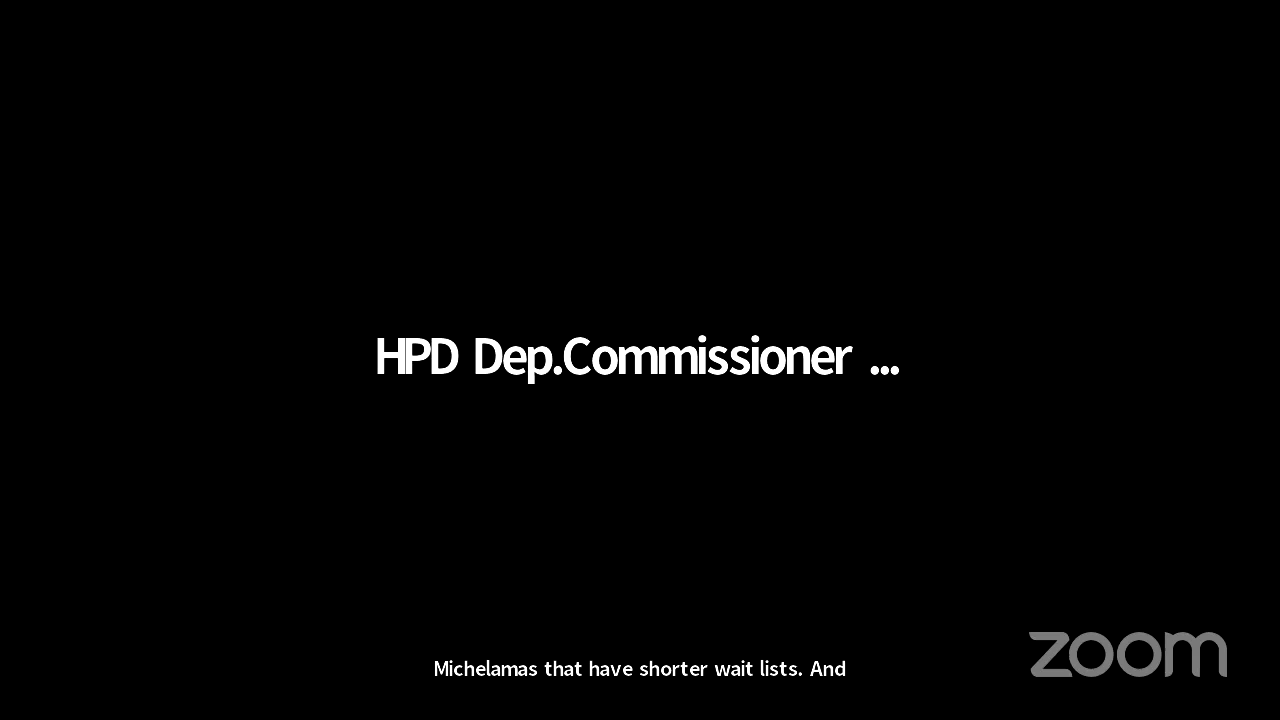 HPD Dep.Commissioner ...
Michelamas that have shorter wait lists. And
zoom